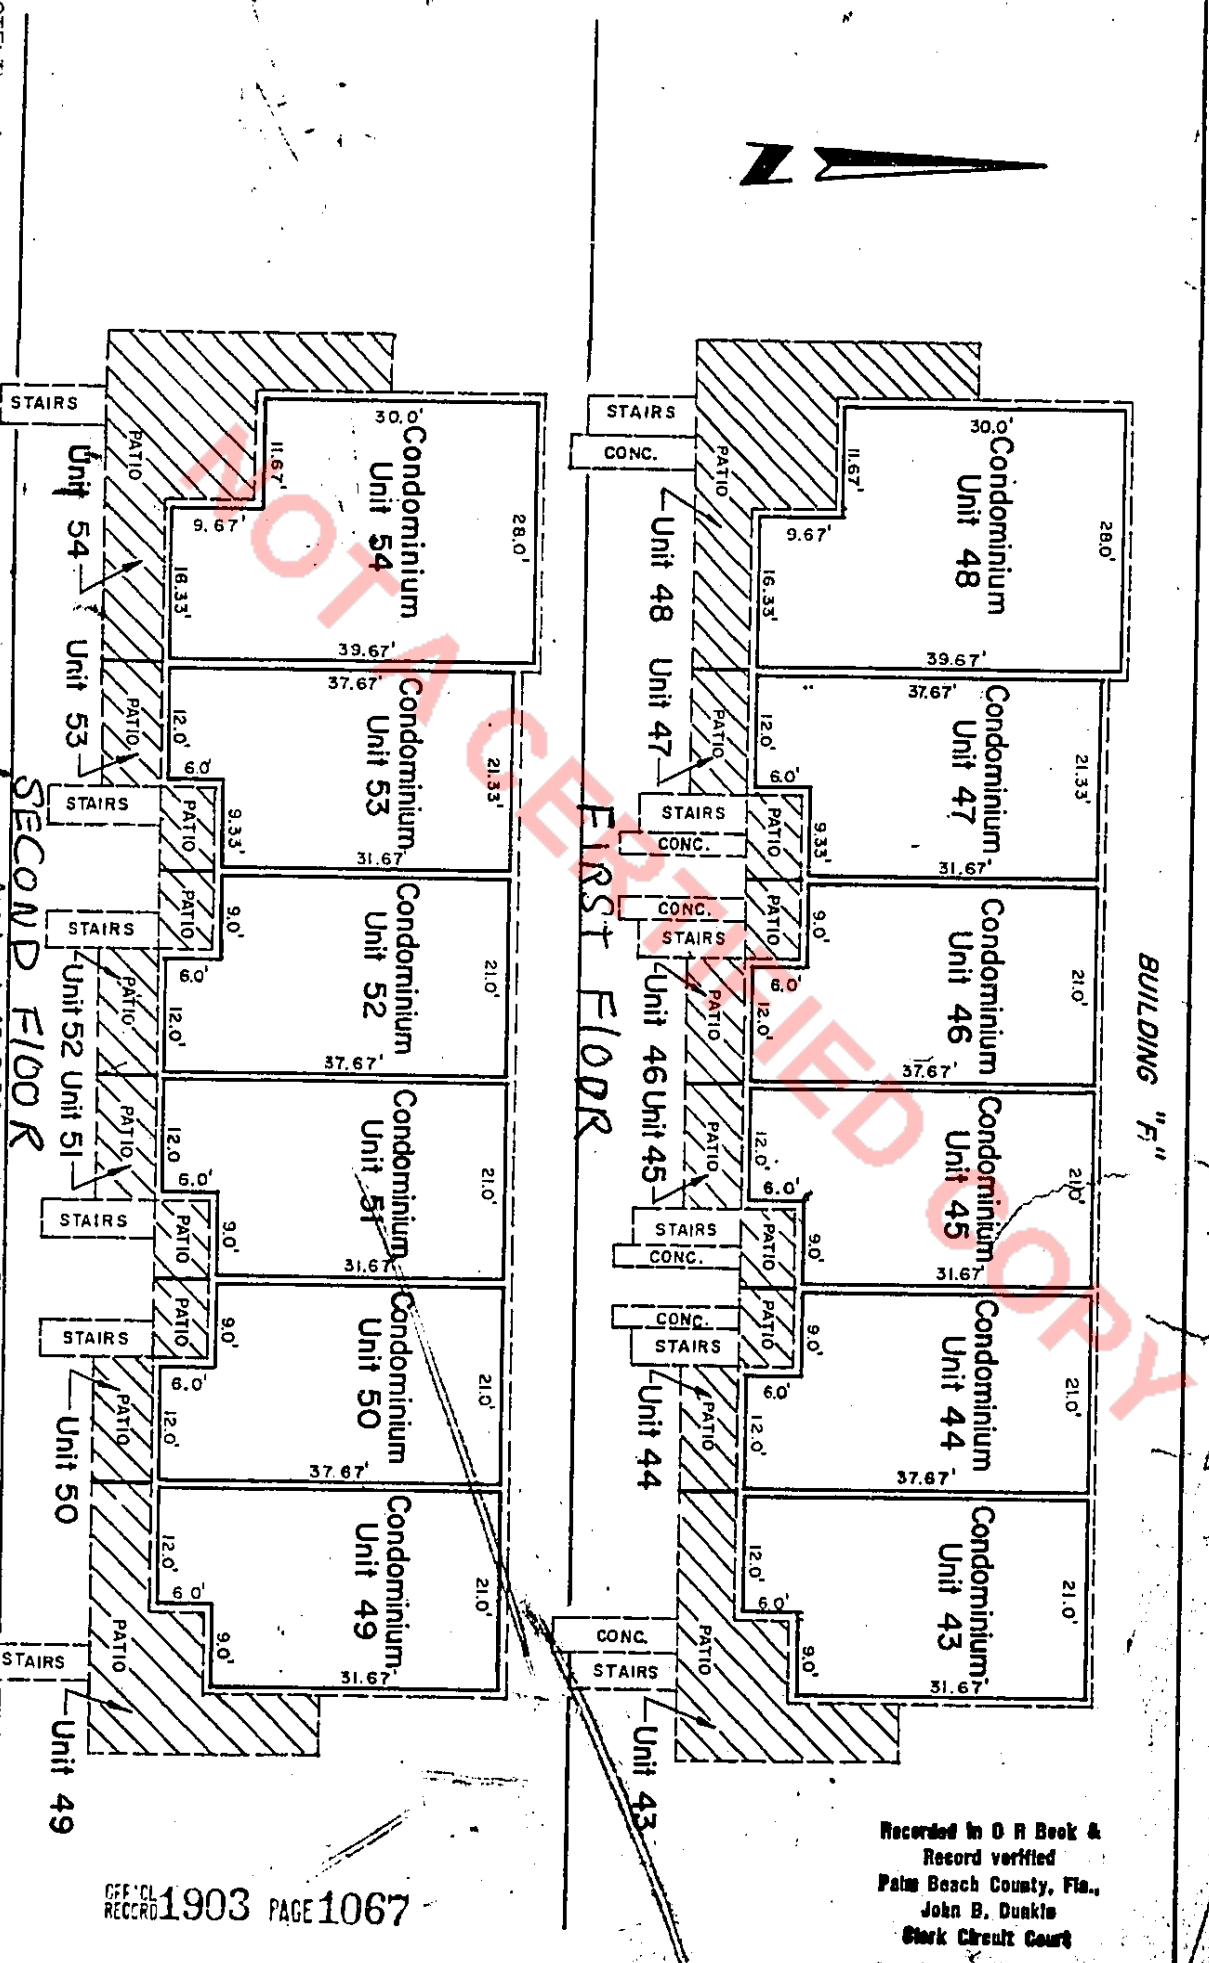 BUILDING "F"
28.0'
30.0'
Condominium
Unit 48
11.67'
9.67'
16.33'
39.67'
21.33'
37.67'
Condominium
Unit 47
12.0'
6.0'
9.33'
31.67'
21.0'
Condominium
Unit 46
9.0'
6.0'
12.0'
37.67'
21.0'
Condominium
Unit 45
12.0'
6.0'
9.0'
31.67'
21.0'
Condominium
Unit 44
9.0'
6.0'
12.0'
37.67'
21.0'
Condominium
Unit 43
12.0'
6.0'
9.0'
31.67'
STAIRS
CONC.
PATIO
Unit 48
PATIO
Unit 47
STAIRS
CONC.
PATIO
PATIO
CONC.
STAIRS
PATIO
Unit 46
Unit 45
PATIO
STAIRS
CONC.
PATIO
PATIO
CONC.
STAIRS
PATIO
Unit 44
PATIO
CONC.
STAIRS
Unit 43
FIRST FLOOR
28.0'
30.0'
Condominium
Unit 54
11.67'
9.67'
16.33'
39.67'
21.33'
37.67'
Condominium
Unit 53
12.0'
6.0'
9.33'
31.67'
21.0'
Condominium
Unit 52
9.0'
6.0'
12.0'
37.67'
21.0'
Condominium
Unit 51
12.0
6.0'
9.0'
31.67'
21.0'
Condominium
Unit 50
9.0'
6.0'
12.0'
37.67'
21.0'
Condominium
Unit 49
12.0'
6.0'
9.0'
31.67'
STAIRS
PATIO
Unit 54
PATIO
Unit 53
STAIRS
PATIO
PATIO
STAIRS
PATIO
Unit 52
Unit 51
PATIO
STAIRS
PATIO
PATIO
STAIRS
PATIO
Unit 50
PATIO
STAIRS
Unit 49
SECOND FLOOR
NOT A CERTIFIED COPY
Recorded in O R Book &
Record verified
Palm Beach County, Fla.,
John B. Dunkle
Clerk Circuit Court
OFF'CL
RECORD 1903 PAGE 1067